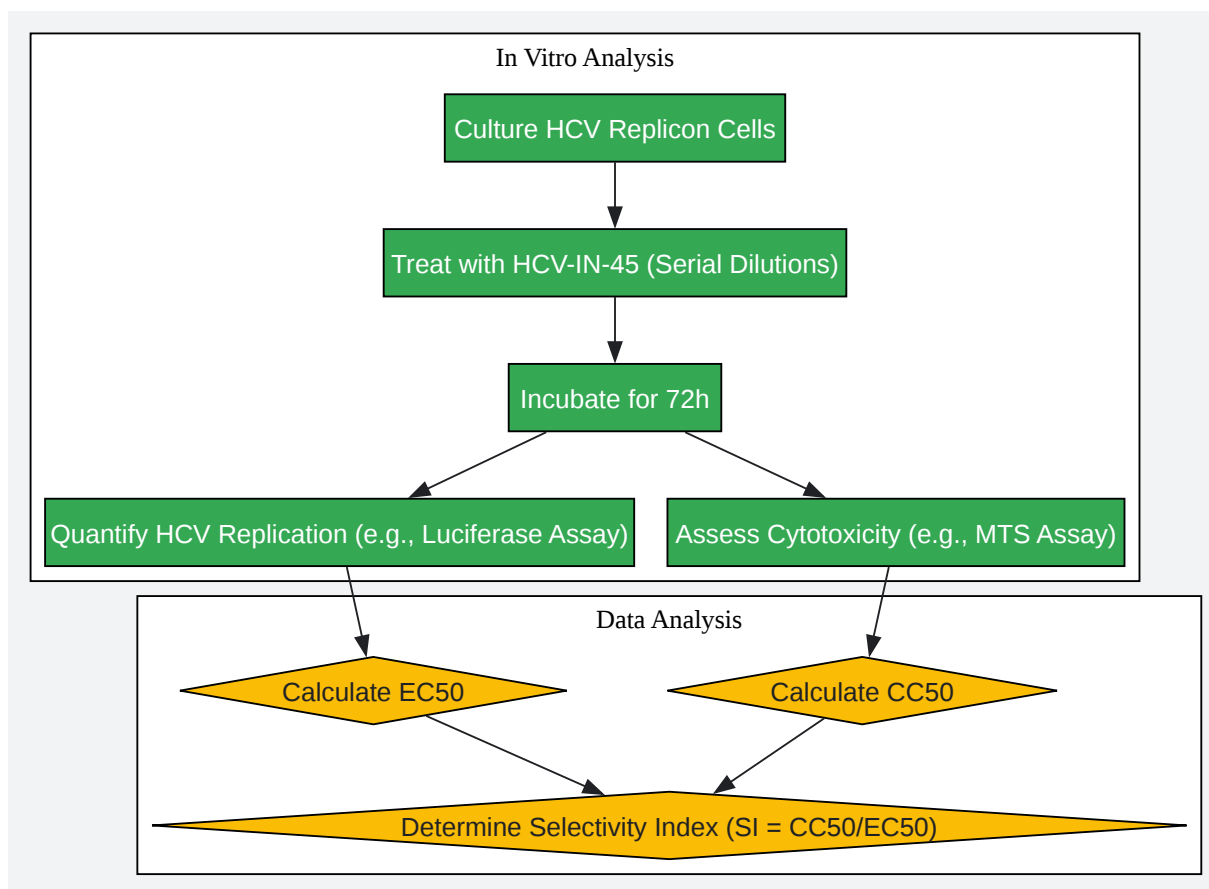 In Vitro Analysis
Culture HCV Replicon Cells
Treat with HCV-IN-45 (Serial Dilutions)
Incubate for 72h
Quantify HCV Replication (e.g., Luciferase Assay)
Assess Cytotoxicity (e.g., MTS Assay)
Data Analysis
Calculate EC50
Calculate CC50
Determine Selectivity Index (SI = CC50/EC50)